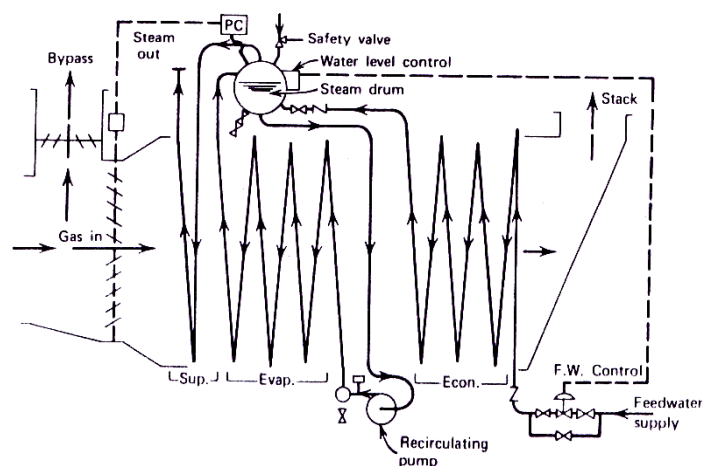 PC
Steam
out
Bypass
Safety valve
Water level control
Steam drum
Stack
Gas in
Sup.
Evap.
Econ.
F.W. Control
Feedwater
supply
Recirculating
pump